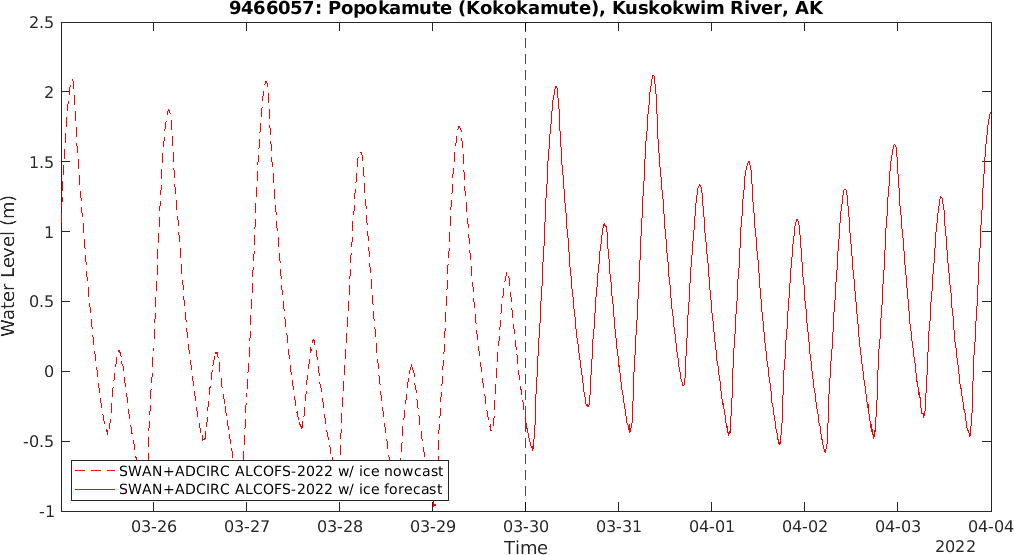 9466057: Popokamute (Kokokamute), Kuskokwim River, AK
2.5
2
1.5
1
0.5
0
-0.5
-1
Water Level (m)
SWAN+ADCIRC ALCOFS-2022 w/ ice nowcast
SWAN+ADCIRC ALCOFS-2022 w/ ice forecast
03-26 03-27 03-28 03-29 03-30 03-31 04-01 04-02 04-03 04-04
Time
2022